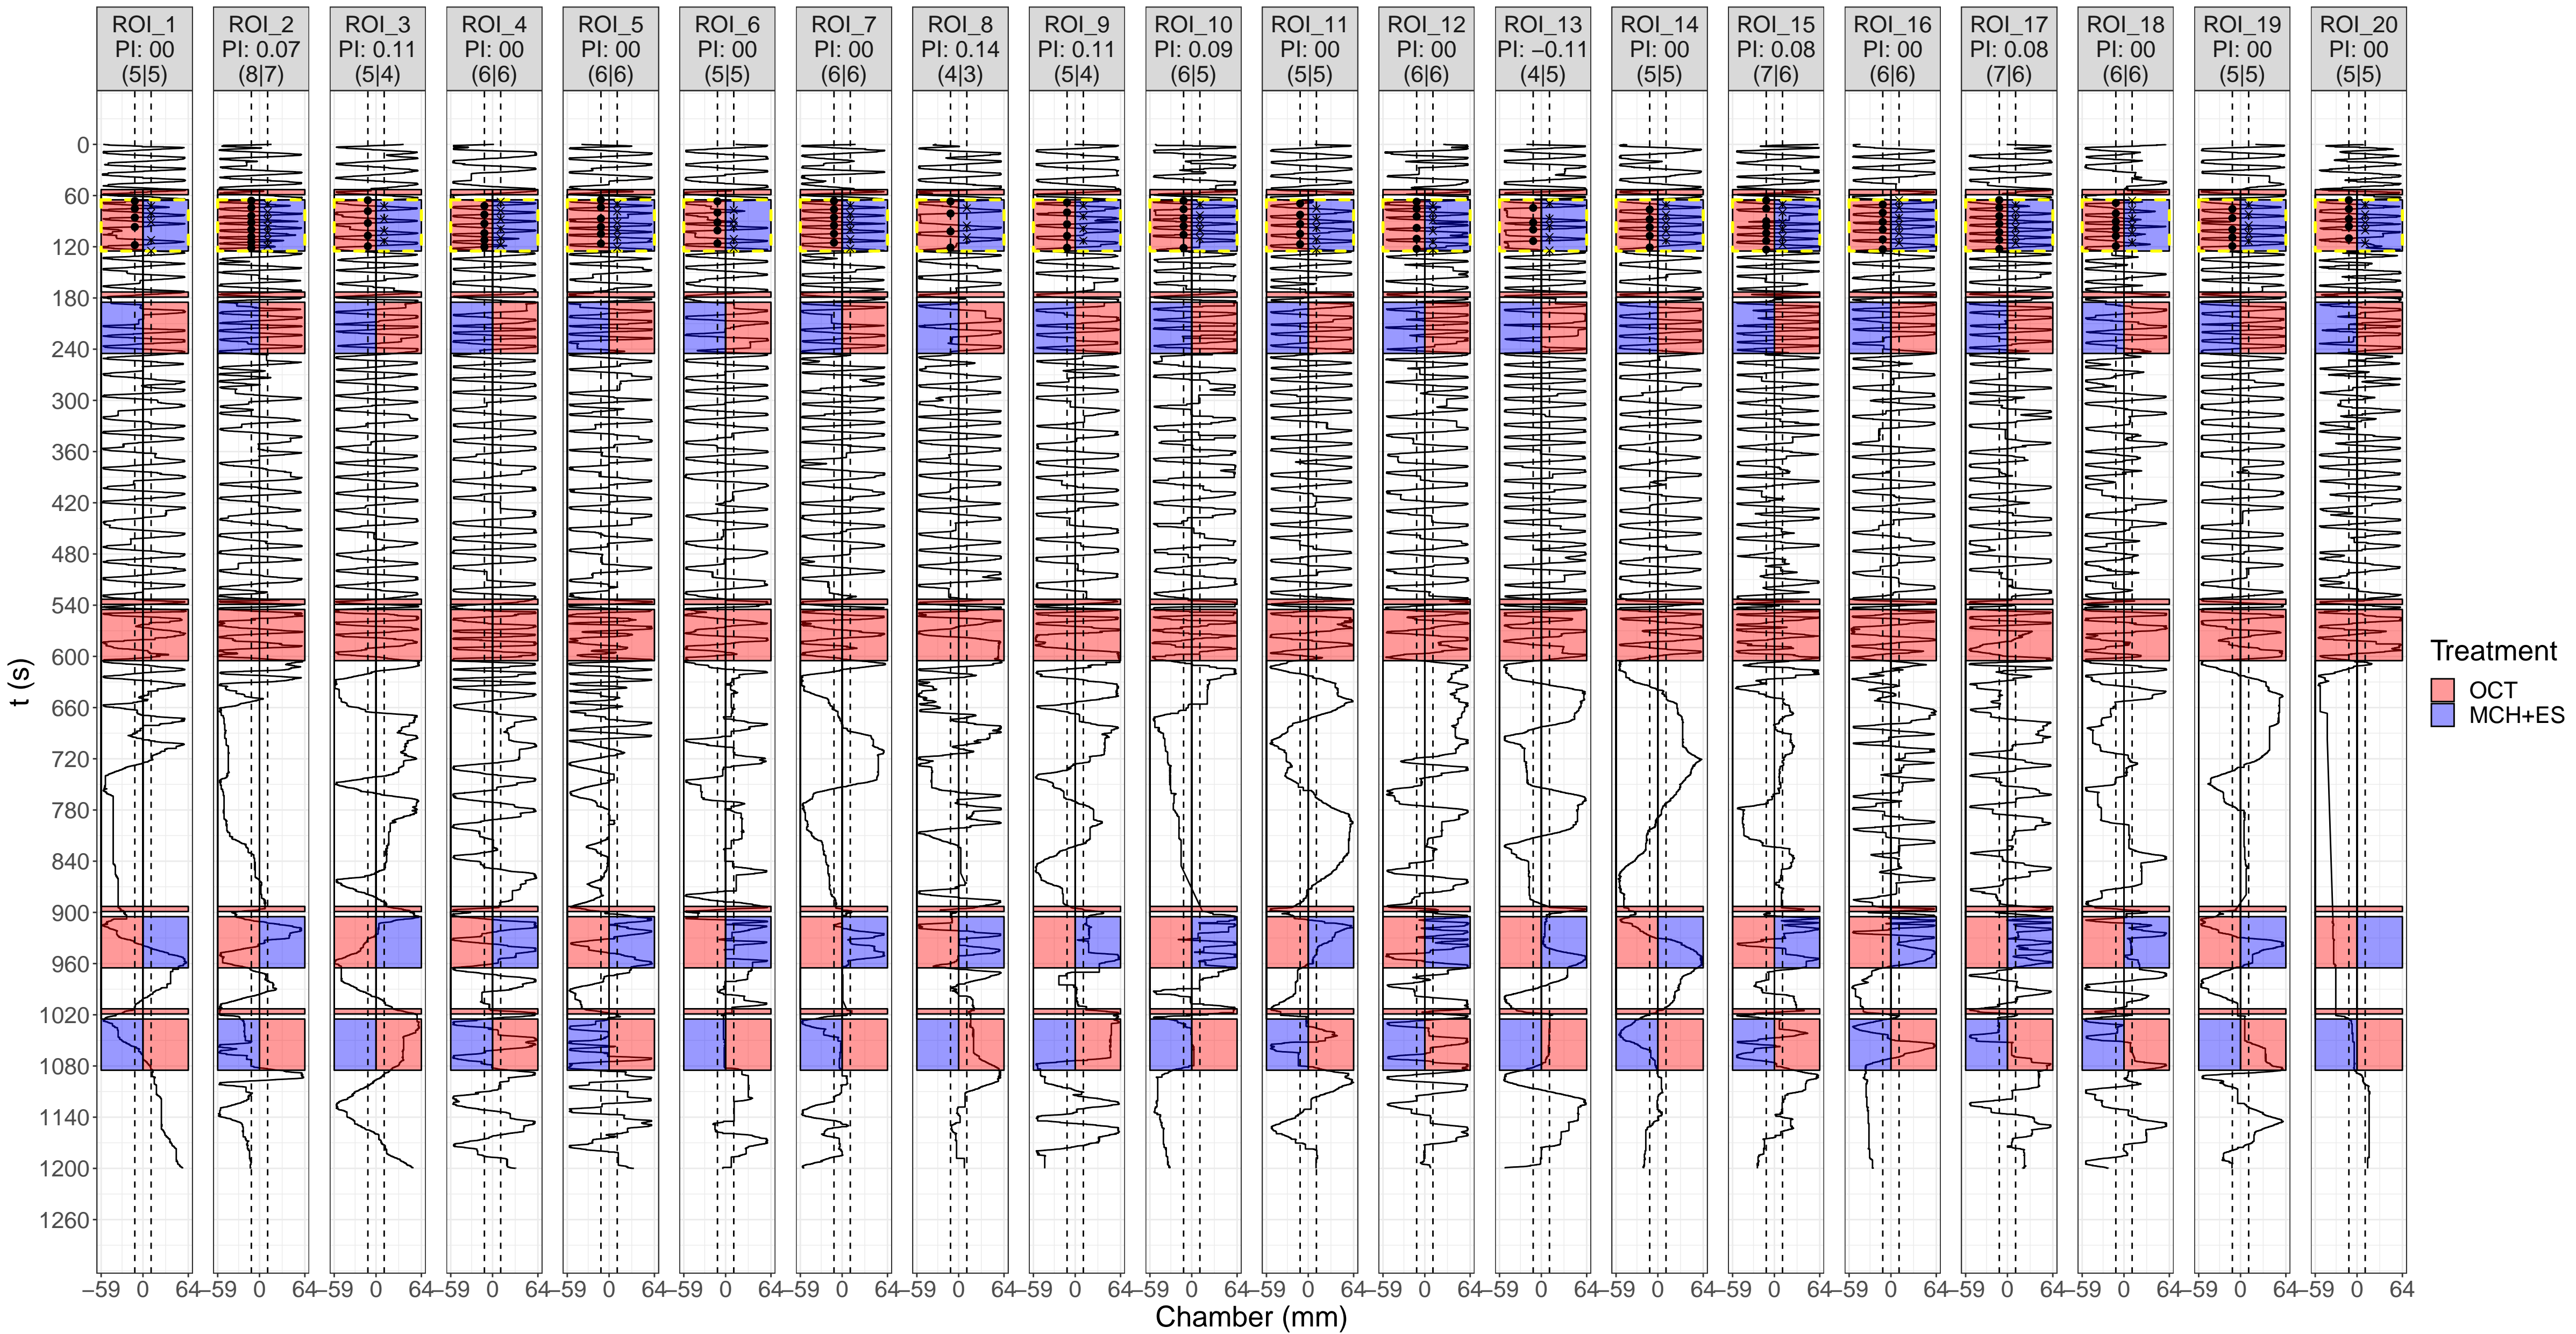 ROI_1 ROI_2 ROI_3 ROI_4 ROI_5 ROI_6 ROI_7 ROI_8 ROI_9 ROI_10 ROI_11 ROI_12 ROI_13 ROI_14 ROI_15 ROI_16 ROI_17 ROI_18 ROI_19 ROI_20
PI: 00 PI: 0.07 PI: 0.11 PI: 00 PI: 00 PI: 00 PI: 00 PI: 0.14 PI: 0.11 PI: 0.09 PI: 00 PI: 00 PI: −0.11 PI: 00 PI: 0.08 PI: 00 PI: 0.08 PI: 00 PI: 00 PI: 00
(5|5) (8|7) (5|4) (6|6) (6|6) (5|5) (6|6) (4|3) (5|4) (6|5) (5|5) (6|6) (4|5) (5|5) (7|6) (6|6) (7|6) (6|6) (5|5) (5|5)
0
60
120
180
240
300
360
420
480
540
600
660
720
780
840
900
960
1020
1080
1140
1200
1260
t (s)
Treatment
OCT
MCH+ES
−59 0 64 −59 0 64 −59 0 64 −59 0 64 −59 0 64 −59 0 64 −59 0 64 −59 0 64 −59 0 64 −59 0 64 −59 0 64 −59 0 64 −59 0 64 −59 0 64 −59 0 64 −59 0 64 −59 0 64 −59 0 64 −59 0 64 −59 0 64
Chamber (mm)